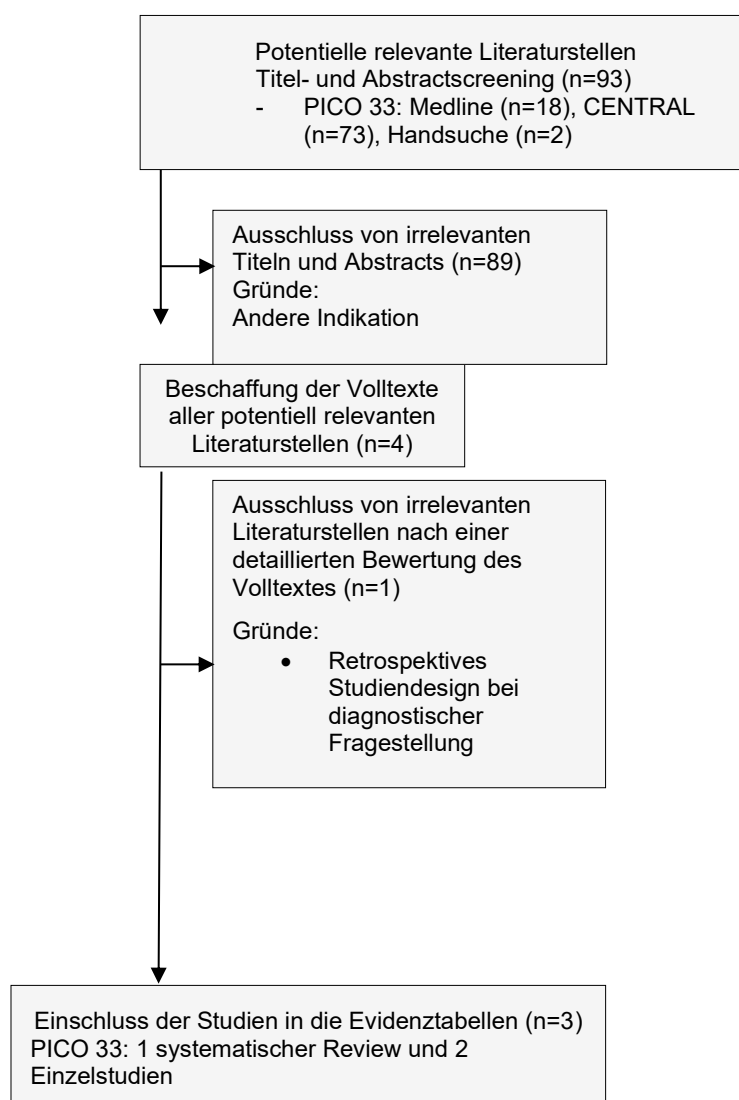 Potentielle relevante Literaturstellen
Titel- und Abstractscreening (n=93)
- PICO 33: Medline (n=18), CENTRAL
(n=73), Handsuche (n=2)
Ausschluss von irrelevanten
Titeln und Abstracts (n=89)
Gründe:
Andere Indikation
Beschaffung der Volltexte
aller potentiell relevanten
Literaturstellen (n=4)
Ausschluss von irrelevanten
Literaturstellen nach einer
detaillierten Bewertung des
Volltextes (n=1)
Gründe:
• Retrospektives
Studiendesign bei
diagnostischer
Fragestellung
Einschluss der Studien in die Evidenztabellen (n=3)
PICO 33: 1 systematischer Review und 2
Einzelstudien